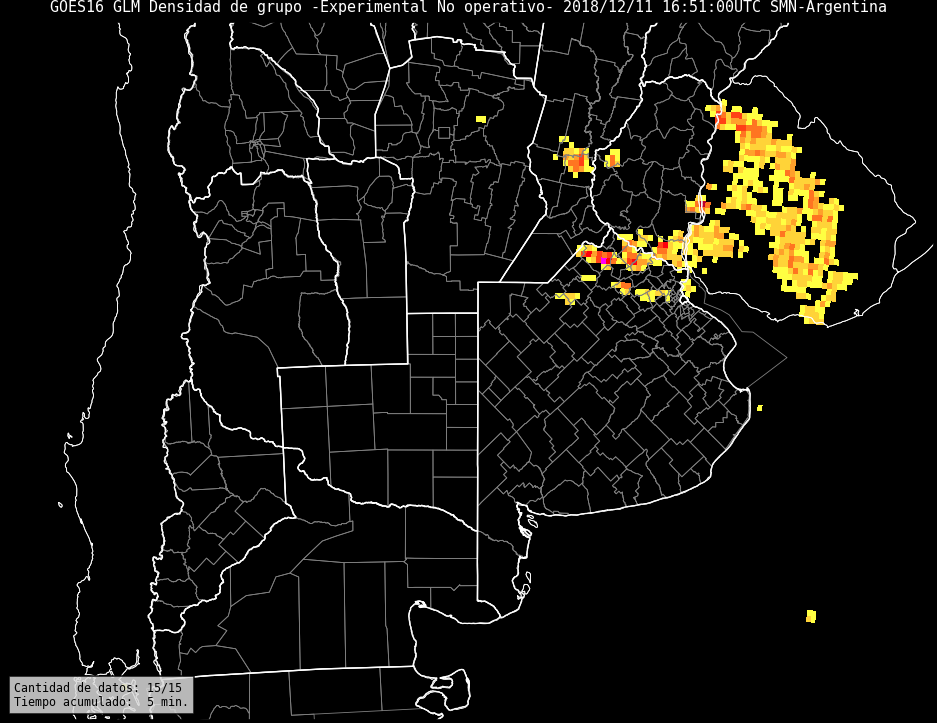 GOES16 GLM Densidad de grupo -Experimental No operativo- 2018/12/11 16:51:00UTC SMN-Argentina
Cantidad de datos: 15/15
Tiempo acumulado:  5 min.